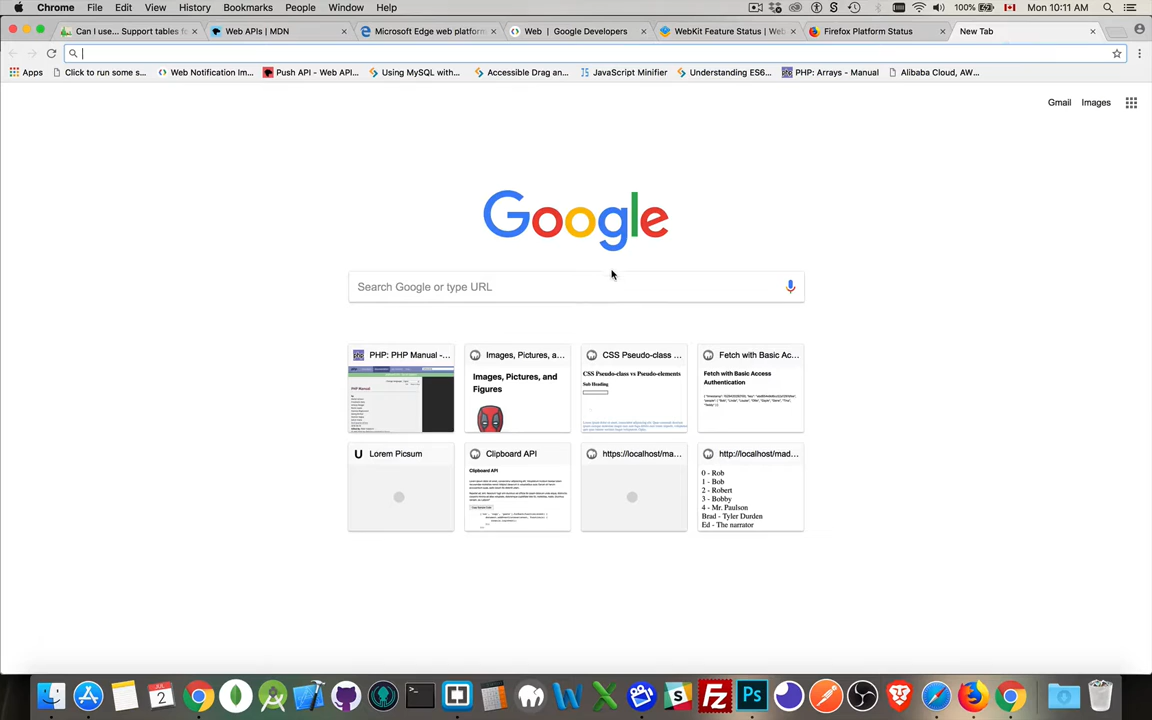 Chrome File Edit View History Bookmarks People Window Help 100% Mon 10:11 AM
Can I use... Support tables fo Web APIs | MDN Microsoft Edge web platform Web | Google Developers WebKit Feature Status | Web Firefox Platform Status New Tab
Apps Click to run some s... Web Notification Im... Push API - Web API... Using MySQL with... Accessible Drag an... JavaScript Minifier Understanding ES6... PHP: Arrays - Manual Alibaba Cloud, AW...
Gmail Images
Google
Search Google or type URL
PHP: PHP Manual -... Images, Pictures, a... CSS Pseudo-class ... Fetch with Basic Ac...
Images, Pictures, and
Figures
CSS Pseudo-class vs Pseudo-elements
Sub Heading
Fetch with Basic Access
Authentication
Lorem Picsum Clipboard API https://localhost/ma... http://localhost/mad...
Clipboard API
0 - Rob
1 - Bob
2 - Robert
3 - Bobby
4 - Mr. Paulson
Brad - Tyler Durden
Ed - The narrator
JUL
2